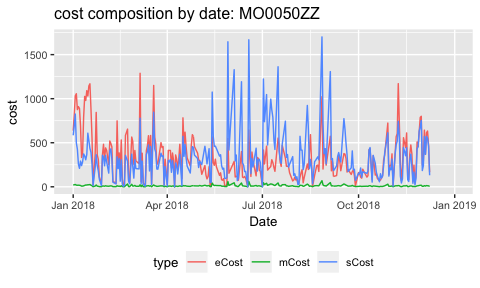 cost composition by date: MO0050ZZ
1500
1000
500
0
cost
Jan 2018 Apr 2018 Jul 2018 Oct 2018 Jan 2019
Date
type eCost mCost sCost